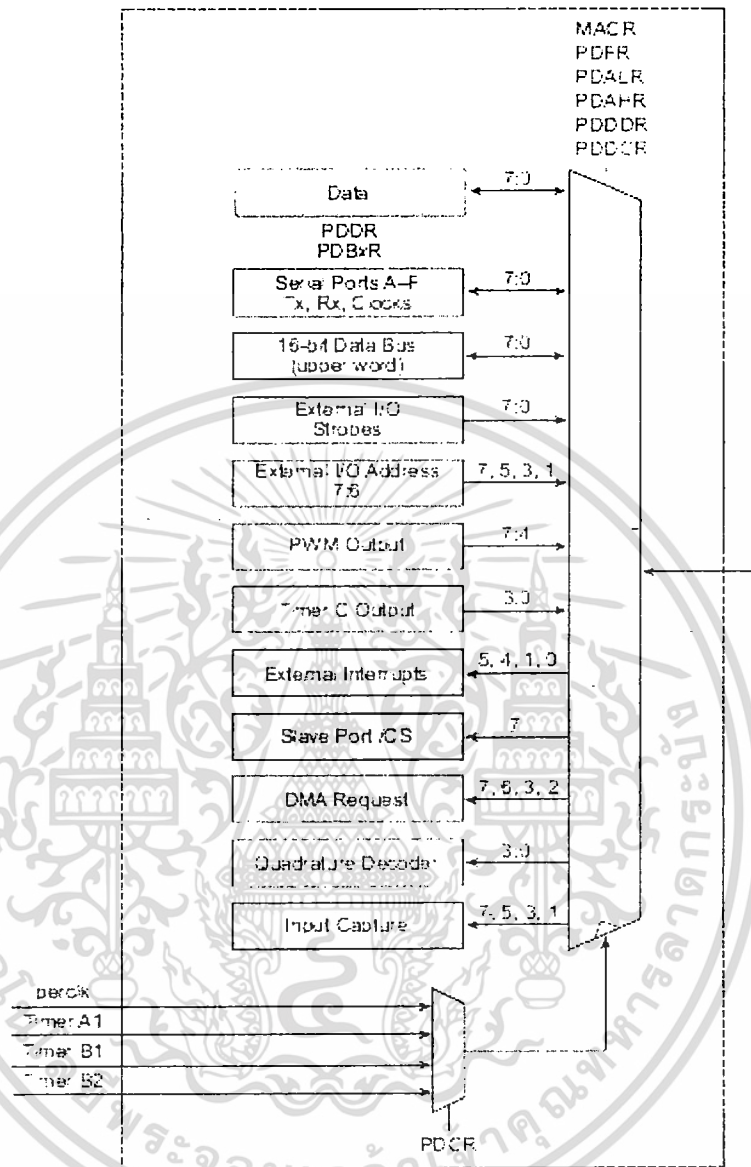 MACR
PDFR
PDALR
PDAHR
PDDDR
PDDCR
Data
7:0
PDDR
PDBxR
Serial Ports A–F
Tx, Rx, Clocks
7:0
16-bit Data Bus
(upper word)
7:0
External I/O
Strobes
7:0
External I/O Address
7:6
7, 5, 3, 1
PWM Output
7:4
Timer C Output
3:0
External Interrupts
5, 4, 1, 0
Slave Port /CS
7
DMA Request
7, 6, 3, 2
Quadrature Decoder
3:0
Input Capture
7, 5, 3, 1
perclk
Timer A1
Timer B1
Timer B2
PDCR